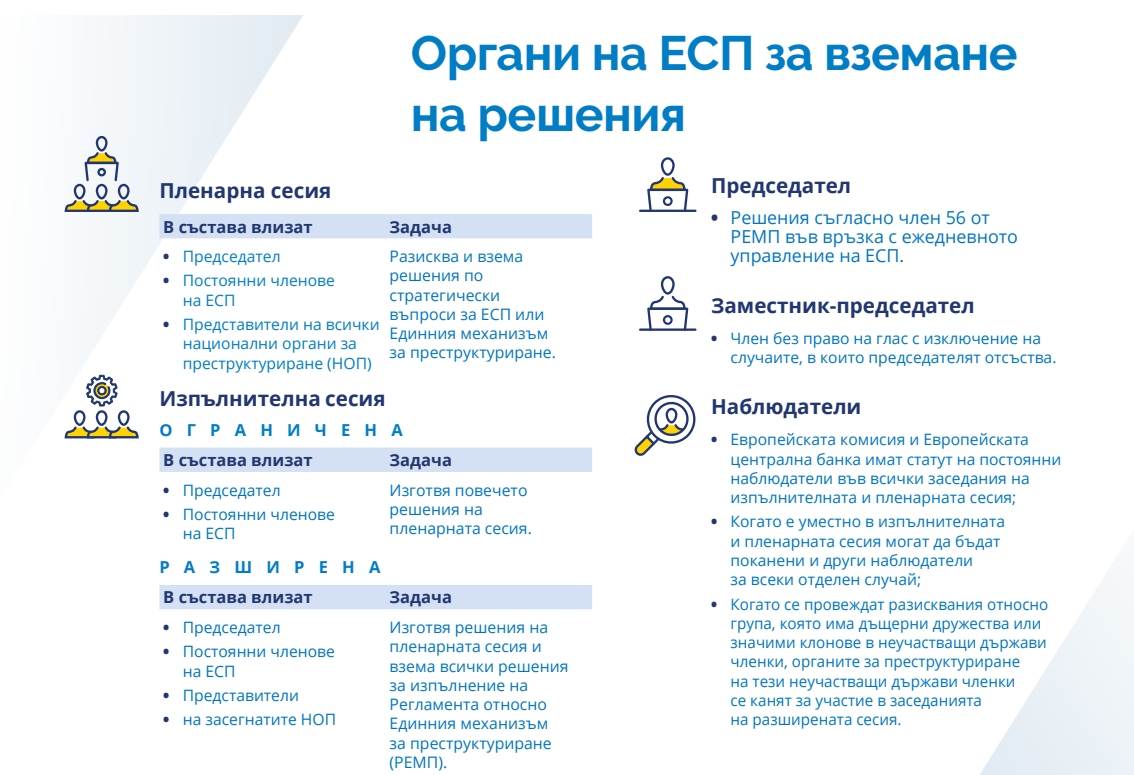 Органи на ЕСП за вземане
на решения
Пленарна сесия
В състава влизат
Задача
• Председател
• Постоянни членове
на ЕСП
• Представители на всички
национални органи за
преструктуриране (НОП)
Разисква и взема
решения по
стратегически
въпроси за ЕСП или
Единния механизъм
за преструктуриране.
Изпълнителна сесия
ОГРАНИЧЕНА
В състава влизат
Задача
• Председател
• Постоянни членове
на ЕСП
Изготвя повечето
решения на
пленарната сесия.
РАЗШИРЕНА
В състава влизат
Задача
• Председател
• Постоянни членове
на ЕСП
• Представители
• на засегнатите НОП
Изготвя решения на
пленарната сесия и
взема всички решения
за изпълнение на
Регламента относно
Единния механизъм
за преструктуриране
(РЕМП).
Председател
• Решения съгласно член 56 от
РЕМП във връзка с ежедневното
управление на ЕСП.
Заместник-председател
• Член без право на глас с изключение на
случаите, в които председателят отсъства.
Наблюдатели
• Европейската комисия и Европейската
централна банка имат статут на постоянни
наблюдатели във всички заседания на
изпълнителната и пленарната сесия;
• Когато е уместно в изпълнителната
и пленарната сесия могат да бъдат
поканени и други наблюдатели
за всеки отделен случай;
• Когато се провеждат разисквания относно
група, която има дъщерни дружества или
значими клонове в неучастващи държави
членки, органите за преструктуриране
на тези неучастващи държави членки
се канят за участие в заседанията
на разширената сесия.